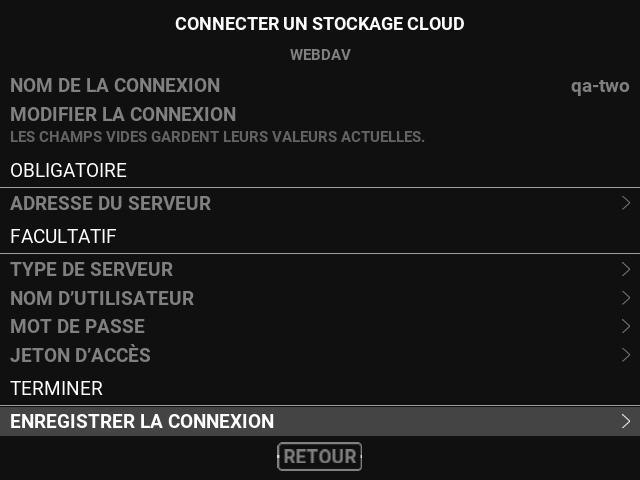 CONNECTER UN STOCKAGE CLOUD
WEBDAV
NOM DE LA CONNEXION qa-two
MODIFIER LA CONNEXION
LES CHAMPS VIDES GARDENT LEURS VALEURS ACTUELLES.
OBLIGATOIRE
ADRESSE DU SERVEUR
FACULTATIF
TYPE DE SERVEUR
NOM D’UTILISATEUR
MOT DE PASSE
JETON D’ACCÈS
TERMINER
ENREGISTRER LA CONNEXION
RETOUR